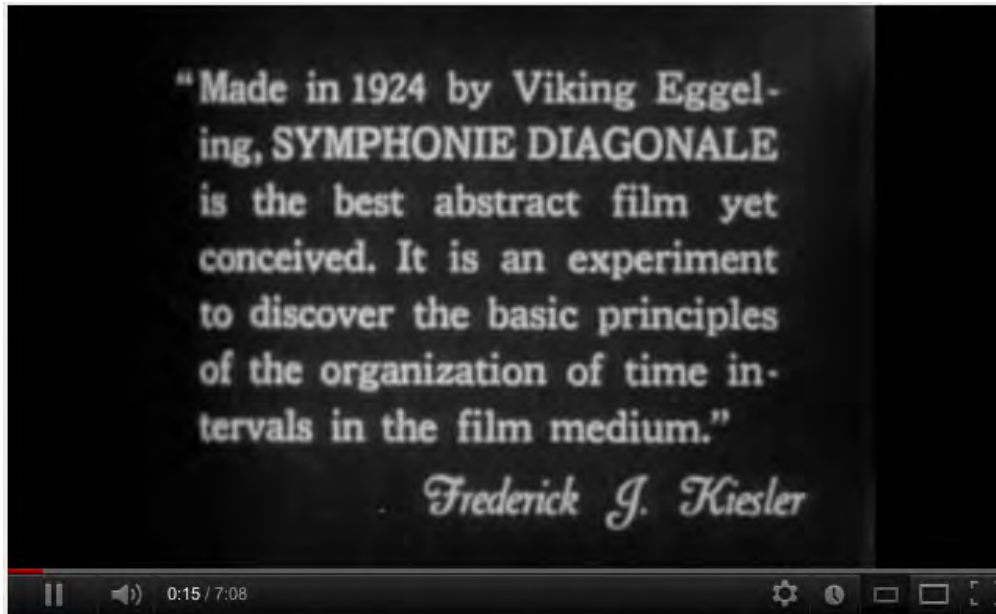 “Made in 1924 by Viking Eggel-
ing, SYMPHONIE DIAGONALE
is the best abstract film yet
conceived. It is an experiment
to discover the basic principles
of the organization of time in-
tervals in the film medium.”
Frederick J. Kiesler
0:15 / 7:08